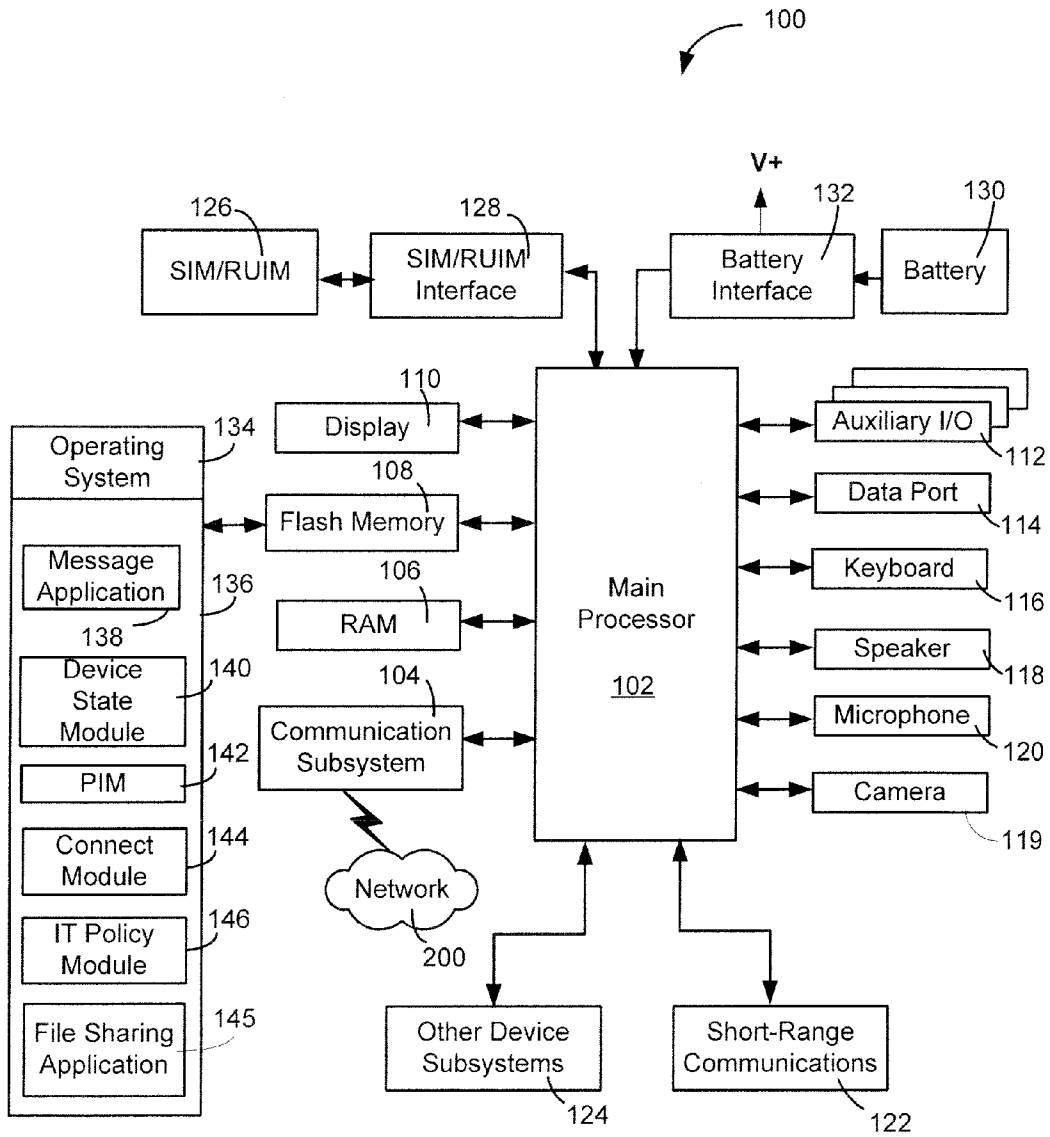 100
V+
126
128
132
130
SIM/RUIM
SIM/RUIM
Interface
Battery
Interface
Battery
110
Display
Auxiliary I/O
112
Operating
System
134
108
Flash Memory
Data Port
114
Message
Application
136
138
106
RAM
Keyboard
116
Main
Processor
102
Device
State
Module
140
104
Communication
Subsystem
Speaker
118
Microphone
120
PIM
142
Camera
119
Connect
Module
144
Network
200
IT Policy
Module
146
File Sharing
Application
145
Other Device
Subsystems
124
Short-Range
Communications
122